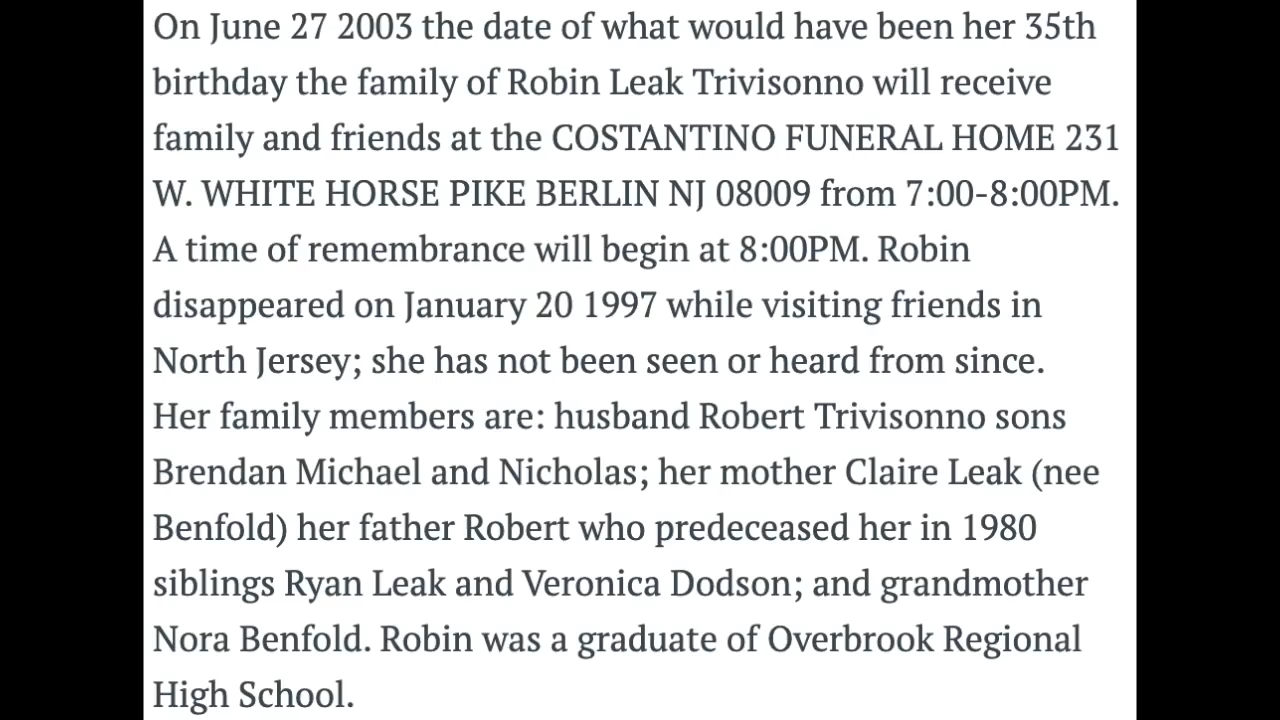 On June 27 2003 the date of what would have been her 35th
birthday the family of Robin Leak Trivisonno will receive
family and friends at the COSTANTINO FUNERAL HOME 231
W. WHITE HORSE PIKE BERLIN NJ 08009 from 7:00-8:00PM.
A time of remembrance will begin at 8:00PM. Robin
disappeared on January 20 1997 while visiting friends in
North Jersey; she has not been seen or heard from since.
Her family members are: husband Robert Trivisonno sons
Brendan Michael and Nicholas; her mother Claire Leak (nee
Benfold) her father Robert who predeceased her in 1980
siblings Ryan Leak and Veronica Dodson; and grandmother
Nora Benfold. Robin was a graduate of Overbrook Regional
High School.